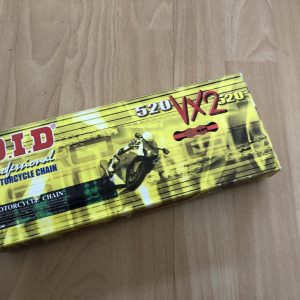 D.I.D
Professional
MOTORCYCLE CHAIN
520 VX2 520
MOTORCYCLE CHAIN